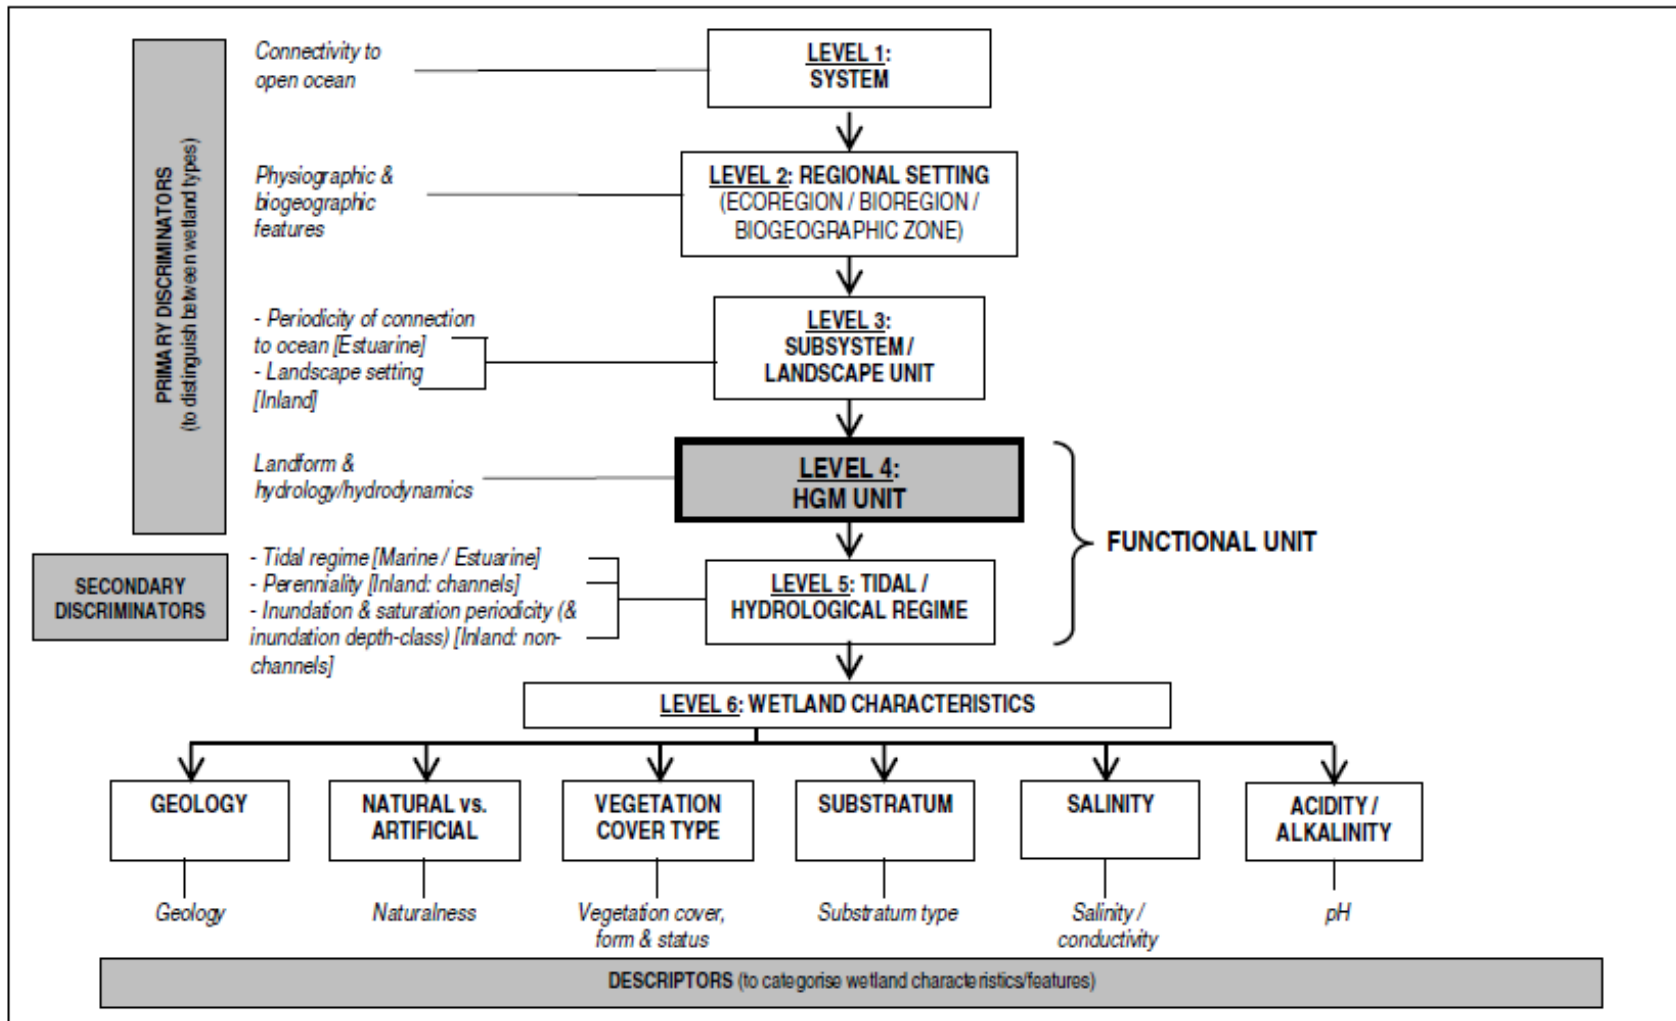 PRIMARY DISCRIMINATORS
(to distinguish between wetland types)
Connectivity to
open ocean
LEVEL 1:
SYSTEM
Physiographic &
biogeographic
features
LEVEL 2: REGIONAL SETTING
(ECOREGION / BIOREGION /
BIOGEOGRAPHIC ZONE)
- Periodicity of connection
to ocean [Estuarine]
- Landscape setting
[Inland]
LEVEL 3:
SUBSYSTEM /
LANDSCAPE UNIT
Landform &
hydrology/hydrodynamics
LEVEL 4:
HGM UNIT
FUNCTIONAL UNIT
SECONDARY
DISCRIMINATORS
- Tidal regime [Marine / Estuarine]
- Perenniality [Inland: channels]
- Inundation & saturation periodicity (&
inundation depth-class) [Inland: non-
channels]
LEVEL 5: TIDAL /
HYDROLOGICAL REGIME
LEVEL 6: WETLAND CHARACTERISTICS
GEOLOGY
NATURAL vs.
ARTIFICIAL
VEGETATION
COVER TYPE
SUBSTRATUM
SALINITY
ACIDITY /
ALKALINITY
Geology
Naturalness
Vegetation cover,
form & status
Substratum type
Salinity /
conductivity
pH
DESCRIPTORS (to categorise wetland characteristics/features)